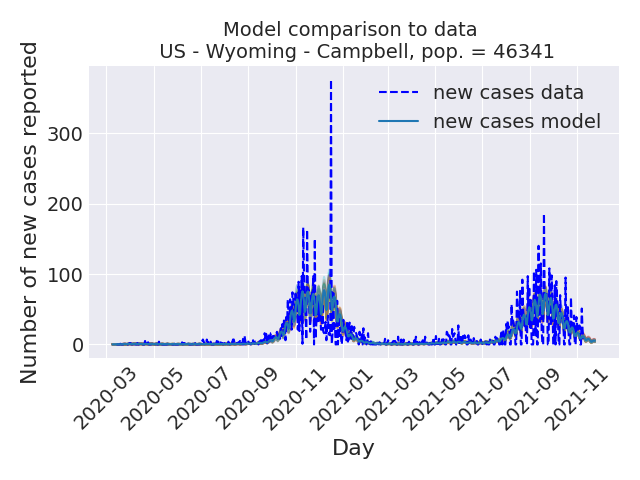 Model comparison to data
US - Wyoming - Campbell, pop. = 46341
Number of new cases reported
300
200
100
0
new cases data
new cases model
2020-03
2020-05
2020-07
2020-09
2020-11
2021-01
2021-03
2021-05
2021-07
2021-09
2021-11
Day